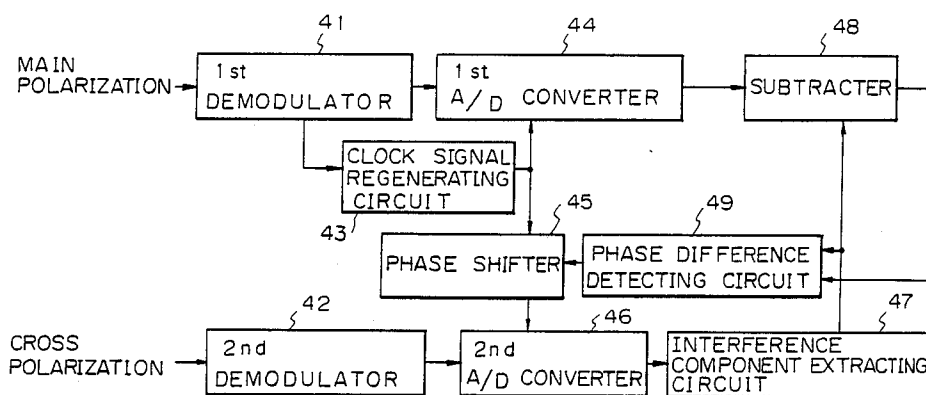 41
44
48
MAIN
POLARIZATION
1st
DEMODULATOR
1st
A/D CONVERTER
SUBTRACTER
CLOCK SIGNAL
REGENERATING
CIRCUIT
43
45
49
PHASE SHIFTER
PHASE DIFFERENCE
DETECTING CIRCUIT
42
46
47
CROSS
POLARIZATION
2nd
DEMODULATOR
2nd
A/D CONVERTER
INTERFERENCE
COMPONENT EXTRACTING
CIRCUIT